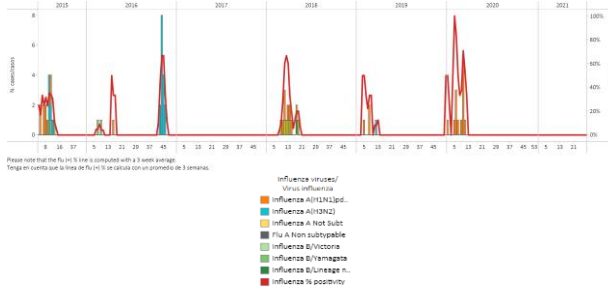 2015 2016 2017 2018 2019 2020 2021
8 100%
6 80%
4 60%
40%
2 20%
0 0%
N. cases/casos
8 16 37 5 13 21 29 37 45 5 13 21 29 37 45 5 13 21 29 37 45 5 13 21 29 37 45 5 13 21 29 37 45 53 5 13 21
Please note that the flu (+) % line is computed with a 3 week average.
Tenga en cuenta que la línea de flu (+) % se calcula con un promedio de 3 semanas.
Influenza viruses/
Virus influenza
Influenza A(H1N1)pd..
Influenza A(H3N2)
Influenza A Not Subt
Flu A Non subtypable
Influenza B/Victoria
Influenza B/Yamagata
Influenza B/Lineage n..
Influenza % positivity